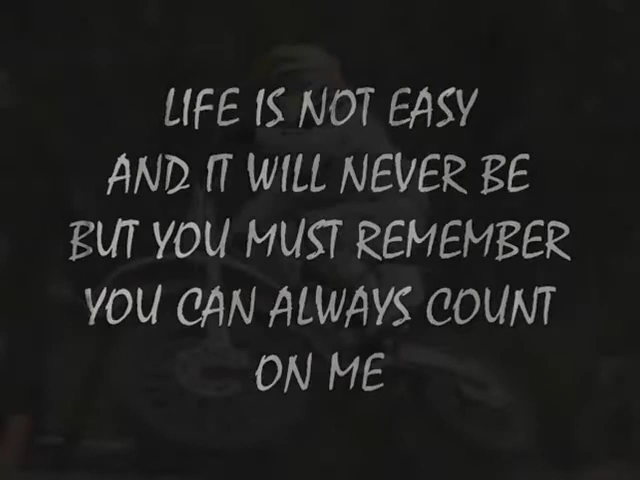 LIFE IS NOT EASY
AND IT WILL NEVER BE
BUT YOU MUST REMEMBER
YOU CAN ALWAYS COUNT
ON ME